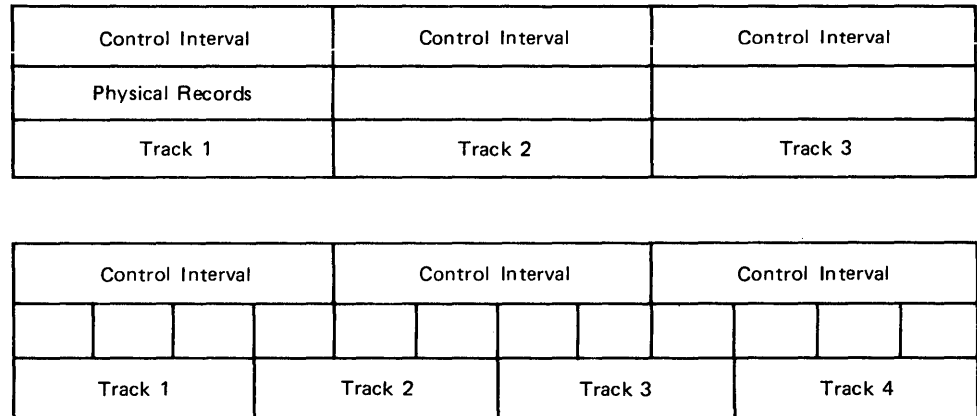 Control Interval Control Interval Control Interval
Physical Records
Track 1 Track 2 Track 3
Control Interval Control Interval Control Interval
Track 1 Track 2 Track 3 Track 4